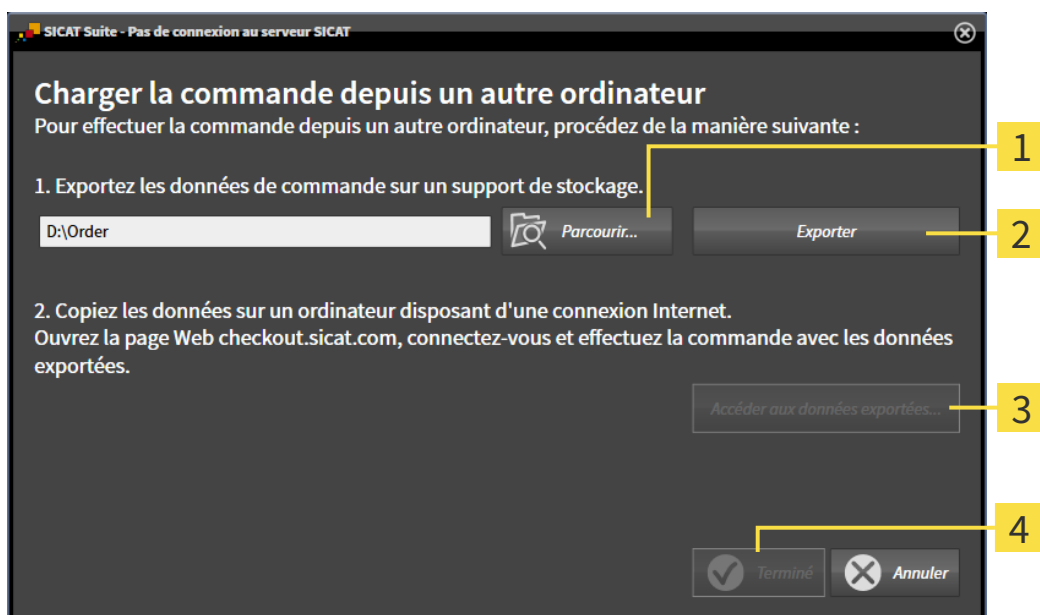 SICAT Suite - Pas de connexion au serveur SICAT
Charger la commande depuis un autre ordinateur
Pour effectuer la commande depuis un autre ordinateur, procédez de la manière suivante :
1
1. Exportez les données de commande sur un support de stockage.
D:\Order
Parcourir...
Exporter
2
2. Copiez les données sur un ordinateur disposant d'une connexion Internet.
Ouvrez la page Web checkout.sicat.com, connectez-vous et effectuez la commande avec les données
exportées.
Accéder aux données exportées...
3
4
Terminé
Annuler